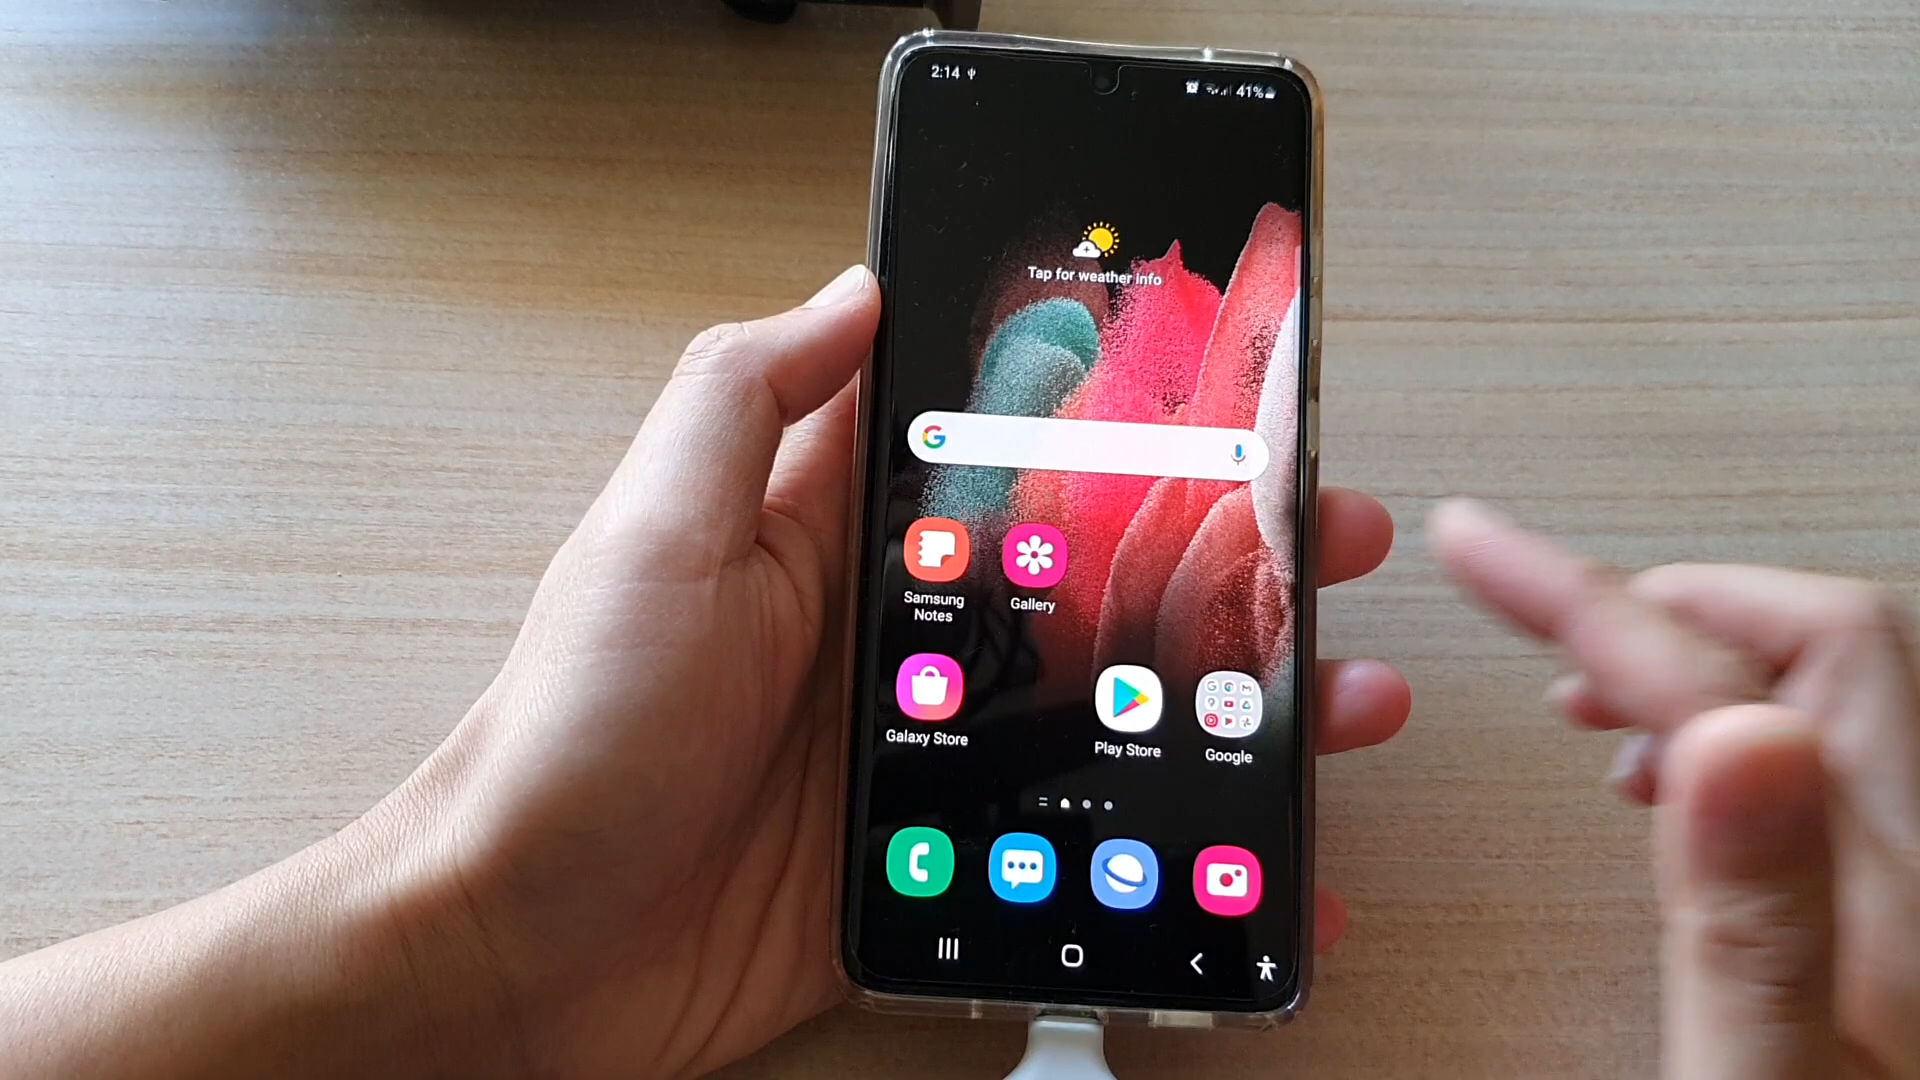 2:14
41%
Tap for weather info
Samsung
Notes
Gallery
Galaxy Store
Play Store
Google